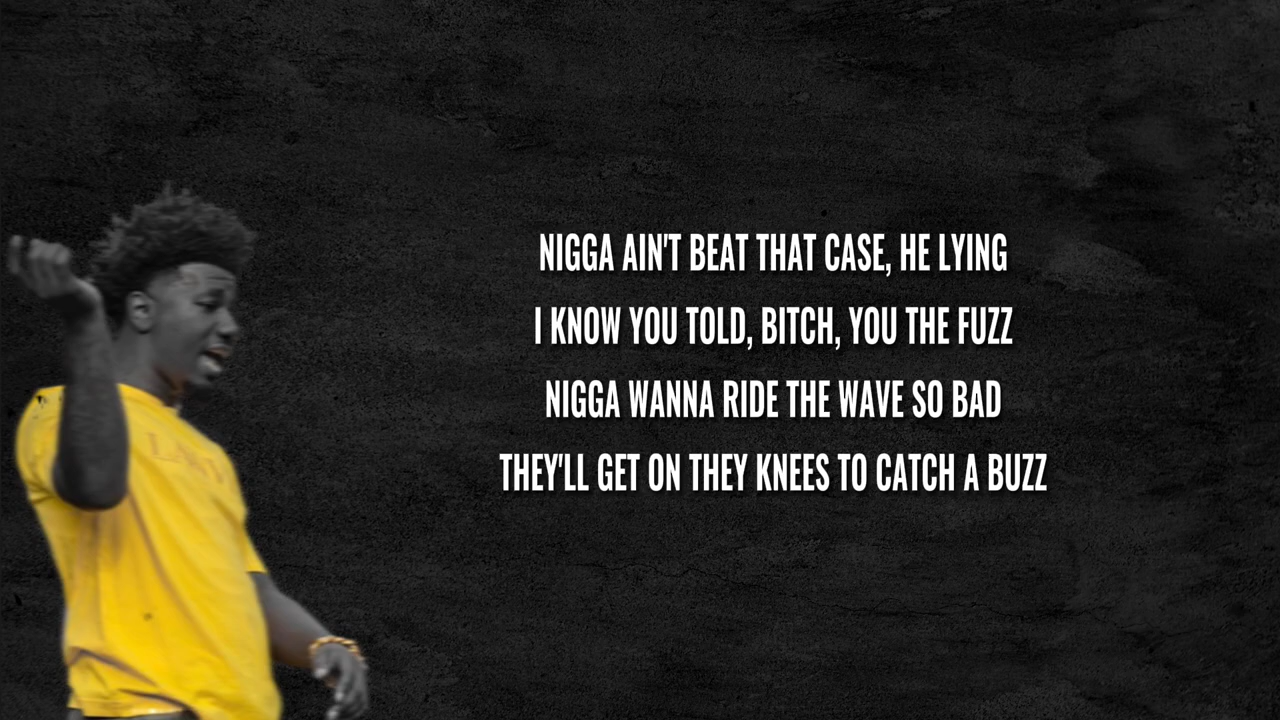 NIGGA AIN'T BEAT THAT CASE, HE LYING
I KNOW YOU TOLD, BITCH, YOU THE FUZZ
NIGGA WANNA RIDE THE WAVE SO BAD
THEY'LL GET ON THEY KNEES TO CATCH A BUZZ